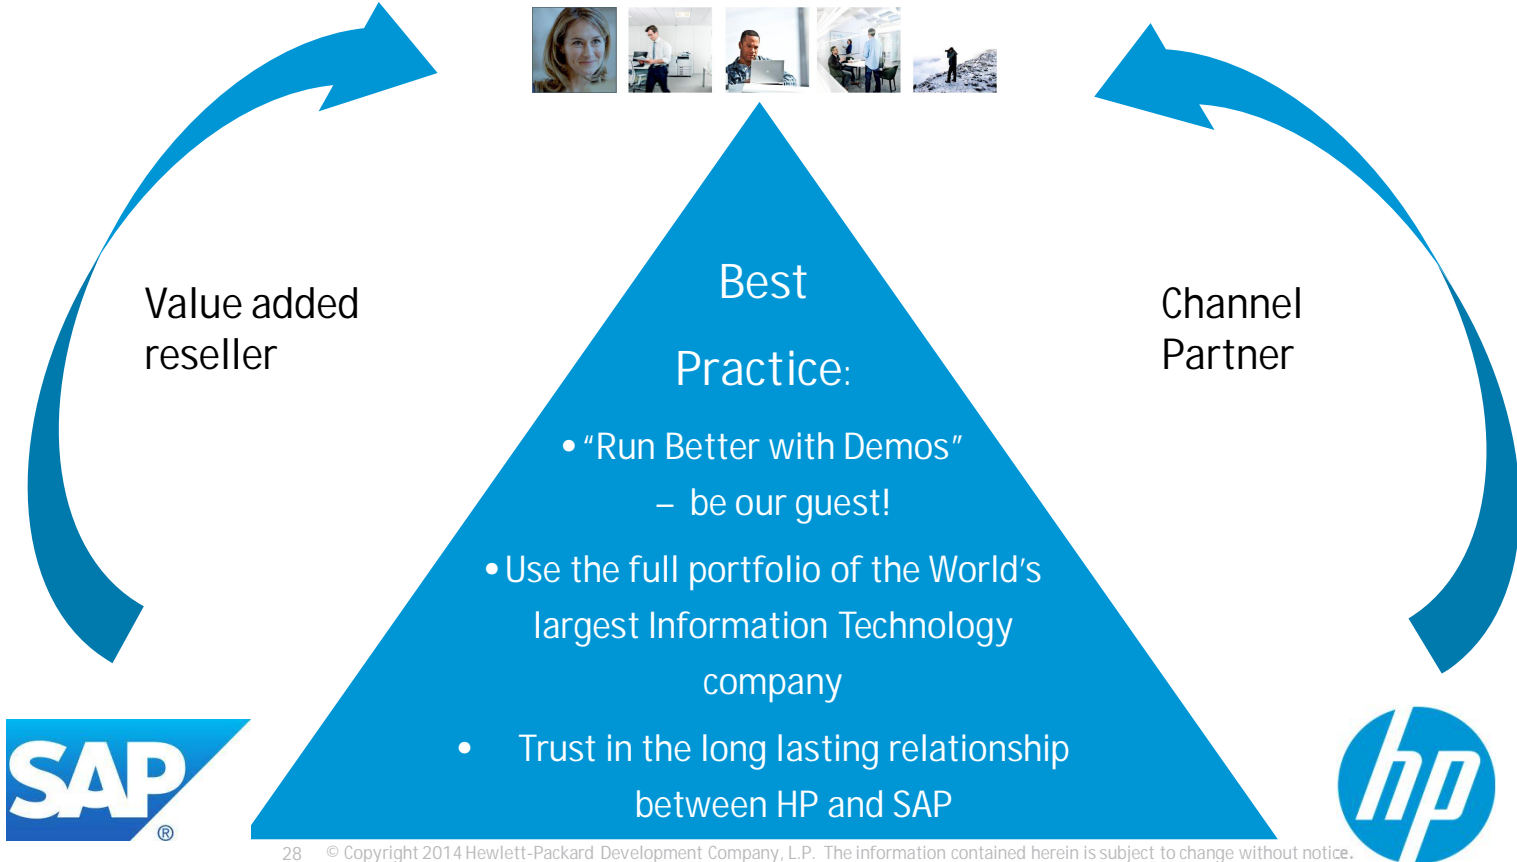 Value added
reseller
Channel
Partner
Best
Practice:
•“Run Better with Demos”
– be our guest!
•Use the full portfolio of the World’s
largest Information Technology
company
• Trust in the long lasting relationship
between HP and SAP
SAP ®
hp
28 © Copyright 2014 Hewlett-Packard Development Company, L.P. The information contained herein is subject to change without notice.